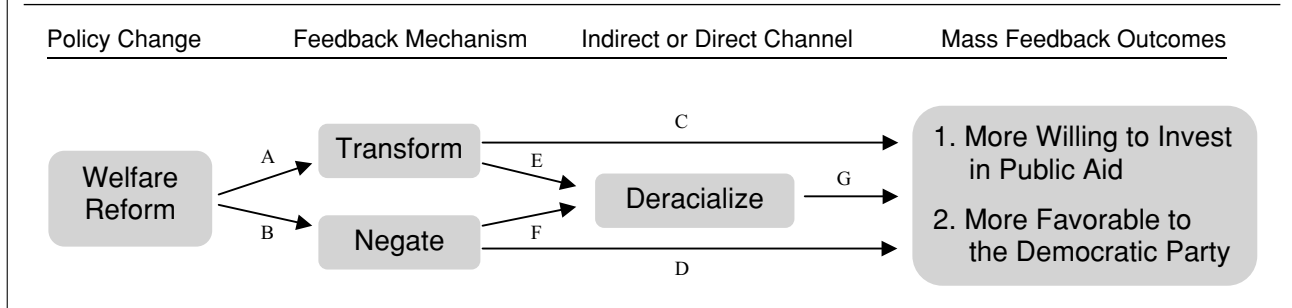 Policy Change Feedback Mechanism Indirect or Direct Channel Mass Feedback Outcomes
C
1. More Willing to Invest
in Public Aid
Transform
A
E
Welfare
Reform
Deracialize
G
B
F
Negate
2. More Favorable to
the Democratic Party
D